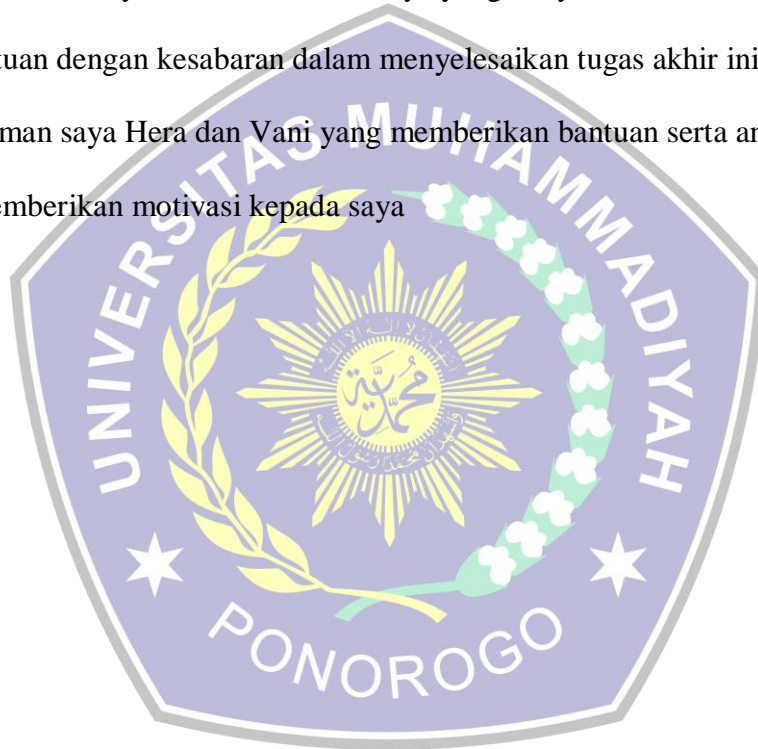 tuan dengan kesabaran dalam menyelesaikan tugas akhir ini
man saya Hera dan Vani yang memberikan bantuan serta ar
emberikan motivasi kepada saya
UNIVERSITAS MUHAMMADIYAH
محمدية
PONOROGO